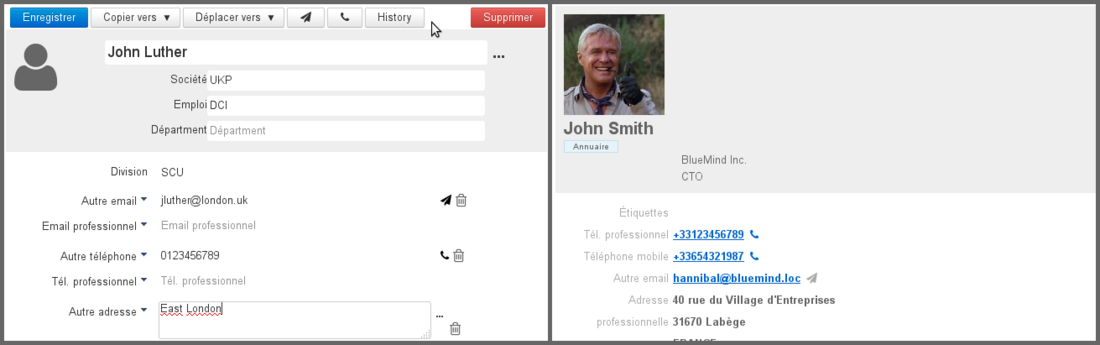 Enregistrer Copier vers Déplacer vers History Supprimer
John Luther ...
Société UKP
Emploi DCI
Départment Départment
Division SCU
Autre email jluther@london.uk
Email professionnel Email professionnel
Autre téléphone 0123456789
Tél. professionnel Tél. professionnel
Autre adresse East London ...
John Smith
Annuaire
BlueMind Inc.
CTO
Étiquettes
Tél. professionnel +33123456789
Téléphone mobile +33654321987
Autre email hannibal@bluemind.loc
Adresse 40 rue du Village d'Entreprises
professionnelle 31670 Labège
FRANCE